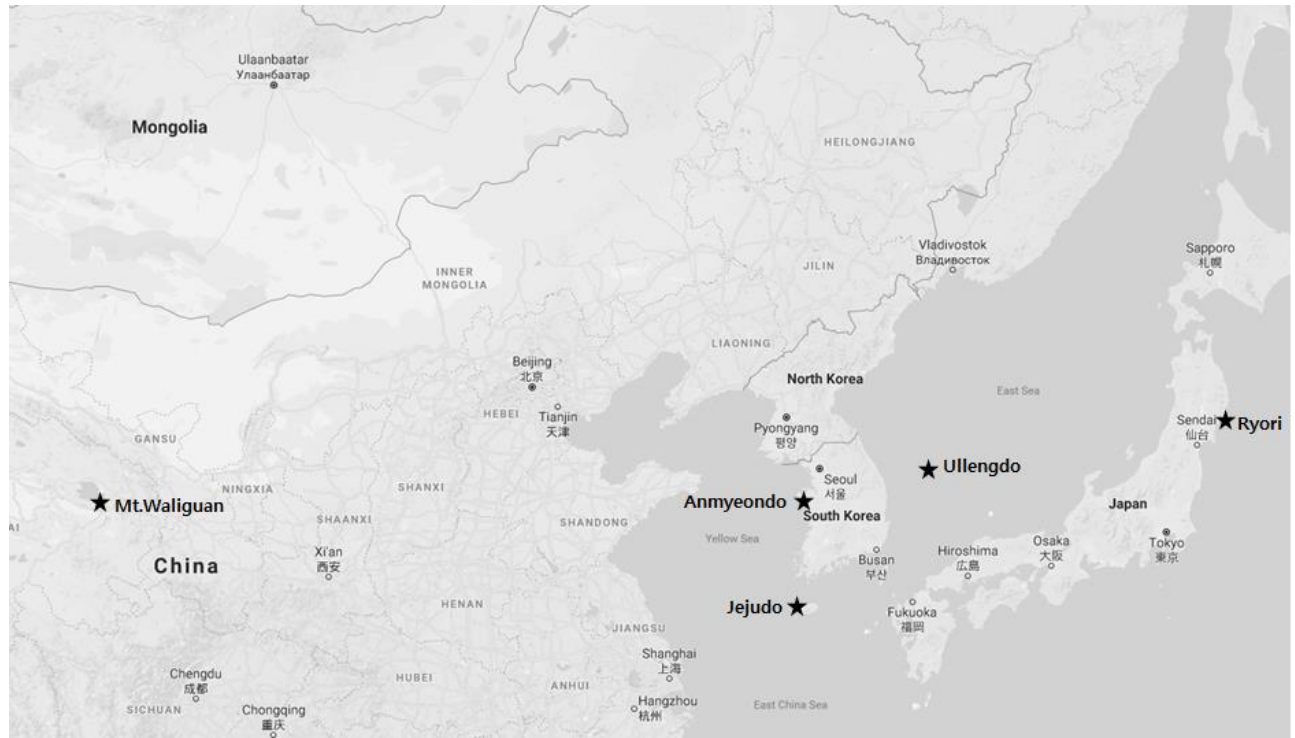 Ulaanbaatar
Улаанбаатар
Mongolia
HEILONGJIANG
Vladivostok
Владивосток
Sapporo
札幌
INNER
MONGOLIA
JILIN
LIAONING
Beijing
北京
North Korea
East Sea
HEBEI
Tianjin
天津
Pyongyang
평양
Sendai
仙台
Ryori
GANSU
Seoul
서울
Ullengdo
NINGXIA
SHANXI
Mt.Waliguan
Anmyeondo
South Korea
Japan
AI
SHAANXI
SHANDONG
Yellow Sea
Xi'an
西安
China
Busan
부산
Hiroshima
広島
Osaka
大阪
Tokyo
東京
HENAN
Jejudo
Fukuoka
福岡
JIANGSU
Shanghai
上海
Chengdu
成都
HUBEI
ANHUI
SICHUAN
Chongqing
重庆
Hangzhou
杭州
East China Sea